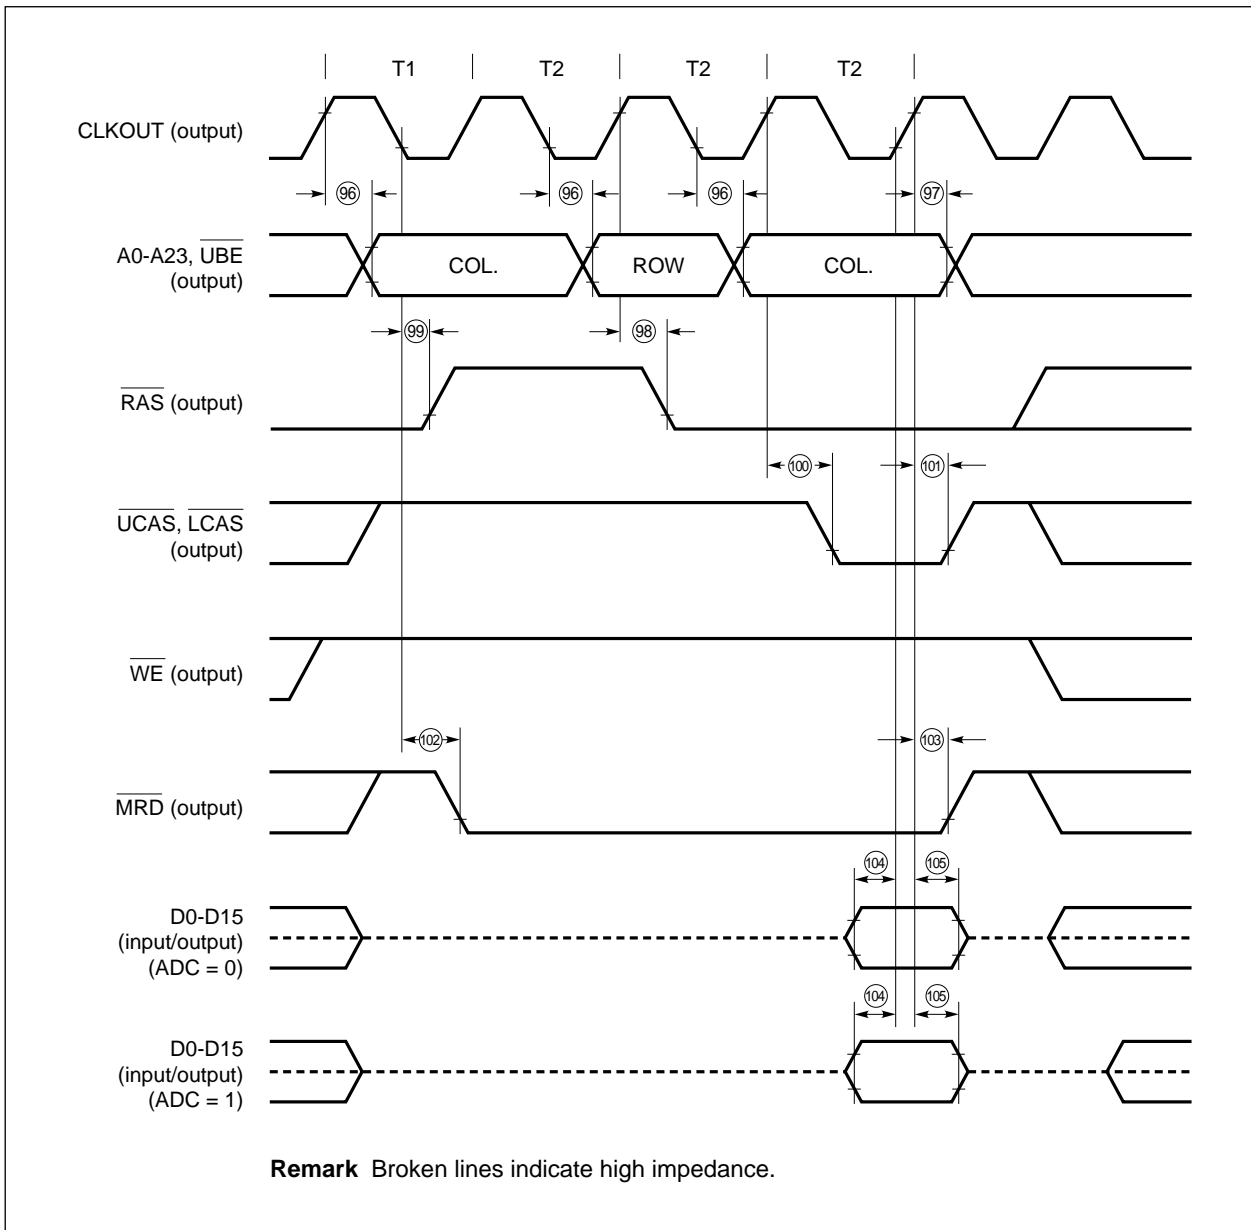 T1 T2 T2 T2
CLKOUT (output)
96 96 96 97
A0-A23, UBE
(output)
COL. ROW COL.
99 98
RAS (output)
100 101
UCAS, LCAS
(output)
WE (output)
102 103
MRD (output)
104 105
D0-D15
(input/output)
(ADC = 0)
104 105
D0-D15
(input/output)
(ADC = 1)
Remark Broken lines indicate high impedance.